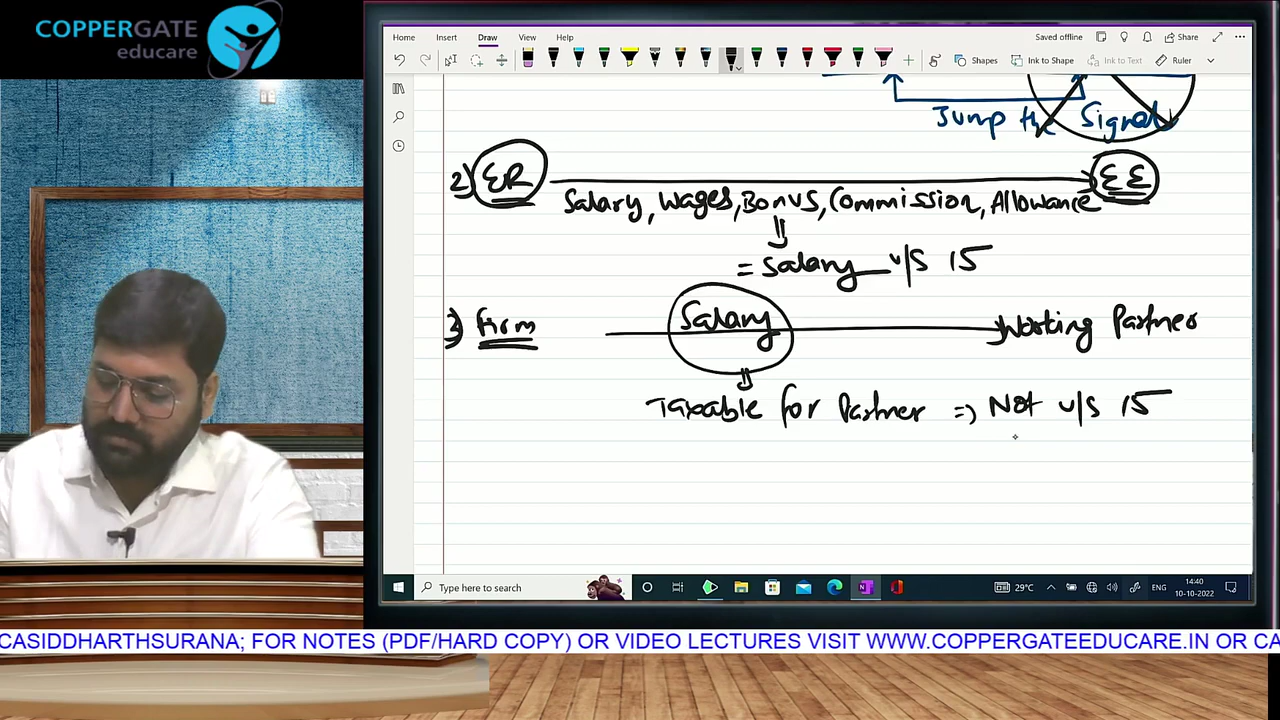 COPPERGATE
educare
Home Insert Draw View Help
Saved offline
Share
Shapes
Ink to Shape
Ink to Text
Ruler
Jump the Signal
2) ER EE
Salary, Wages, Bonus, Commission, Allowance
= Salary u/s 15
3) Firm Salary Working Partner
Taxable for Partner => Not u/s 15
Type here to search
29°C
ENG
14:40
10-10-2022
CASIDDHARTHSURANA; FOR NOTES (PDF/HARD COPY) OR VIDEO LECTURES VISIT WWW.COPPERGATEEDUCARE.IN OR CA